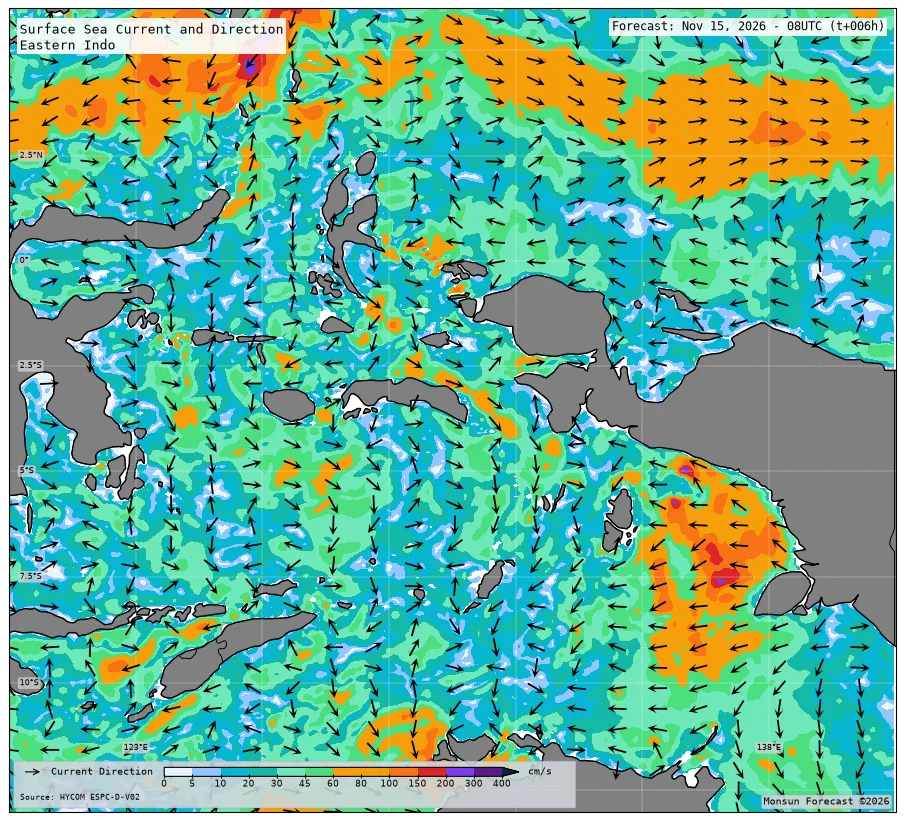 Surface Sea Current and Direction
Eastern Indo
Forecast: Nov 15, 2026 - 08UTC (t+006h)
2.5°N
0°
2.5°S
5°S
7.5°S
10°S
123°E
138°E
Current Direction
0 5 10 20 30 45 60 80 100 150 200 300 400
cm/s
Source: HYCOM ESPC-D-V02
Monsun Forecast ©2026